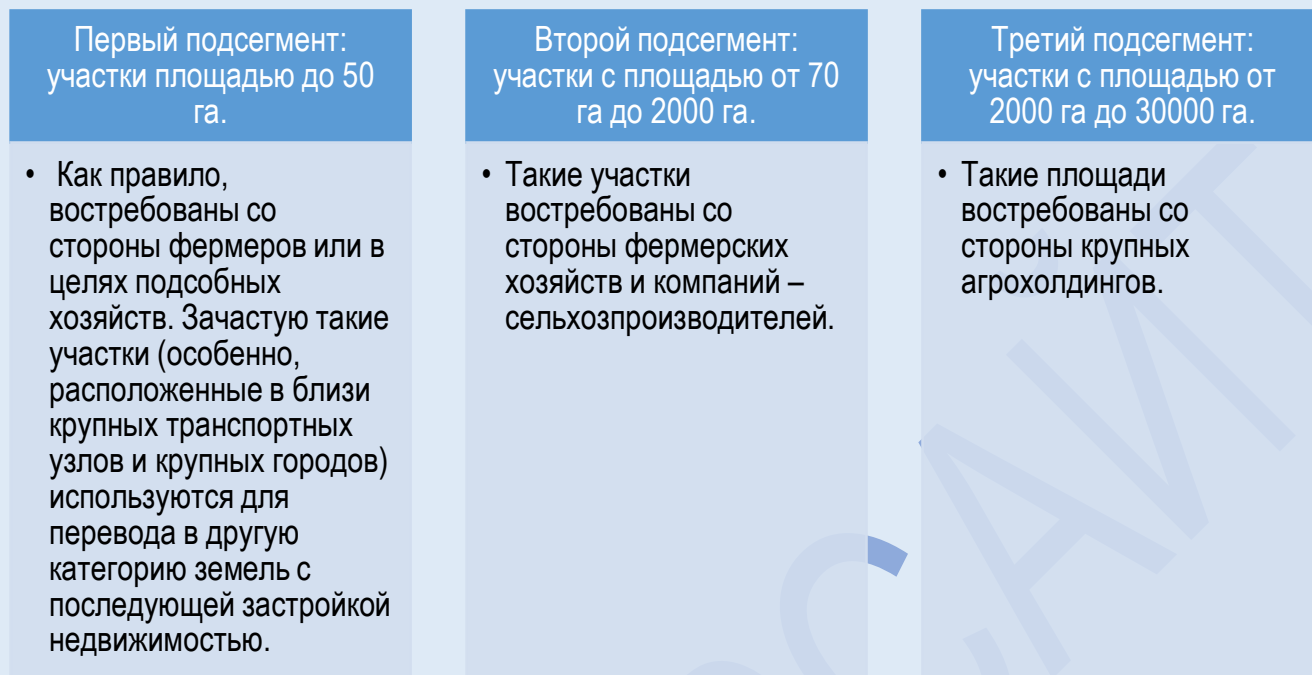 Первый подсегмент:
участки площадью до 50
га.
• Как правило,
востребованы со
стороны фермеров или в
целях подсобных
хозяйств. Зачастую такие
участки (особенно,
расположенные в близи
крупных транспортных
узлов и крупных городов)
используются для
перевода в другую
категорию земель с
последующей застройкой
недвижимостью.
Второй подсегмент:
участки с площадью от 70
га до 2000 га.
• Такие участки
востребованы со
стороны фермерских
хозяйств и компаний –
сельхозпроизводителей.
Третий подсегмент:
участки с площадью от
2000 га до 30000 га.
• Такие площади
востребованы со
стороны крупных
агрохолдингов.